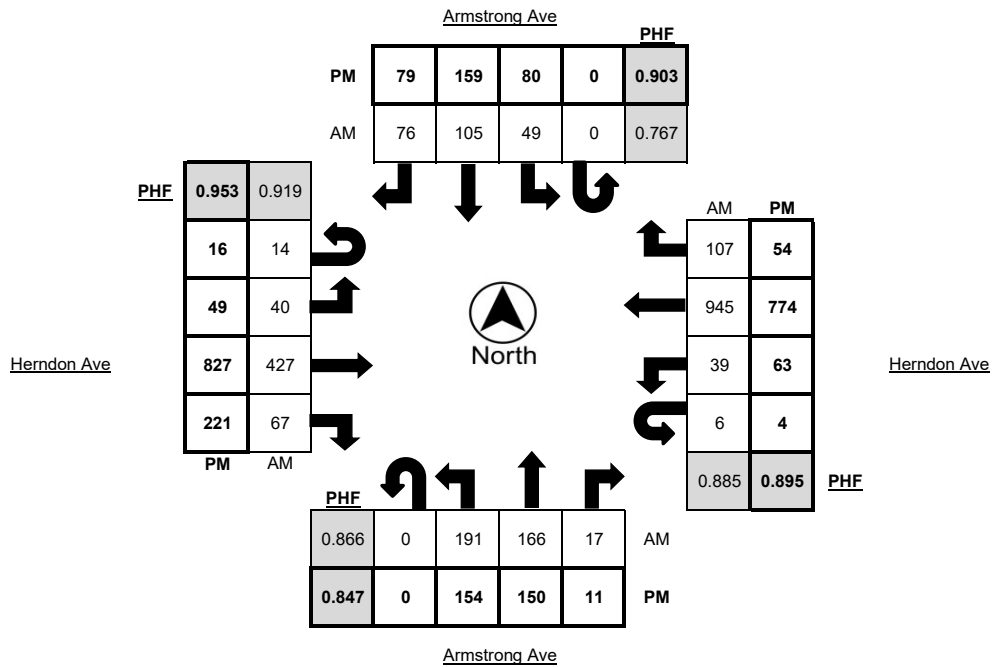 Armstrong Ave
PHF
PM 79 159 80 0 0.903
AM 76 105 49 0 0.767
PHF 0.953 0.919
16 14
49 40
827 427
221 67
PM AM
Herndon Ave
North
AM PM
107 54
945 774
39 63
6 4
0.885 0.895 PHF
Herndon Ave
PHF
0.866 0 191 166 17 AM
0.847 0 154 150 11 PM
Armstrong Ave